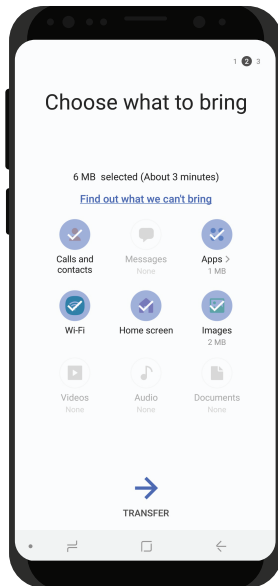 1 2 3
Choose what to bring
6 MB selected (About 3 minutes)
Find out what we can't bring
Calls and
contacts
Messages
None
Apps >
1 MB
Wi-Fi
Home screen
Images
2 MB
Videos
None
Audio
None
Documents
None
TRANSFER